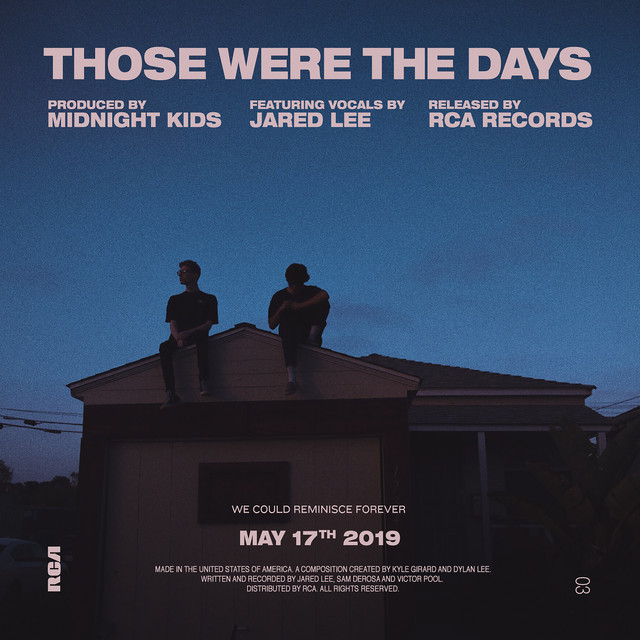 THOSE WERE THE DAYS
PRODUCED BY
MIDNIGHT KIDS
FEATURING VOCALS BY
JARED LEE
RELEASED BY
RCA RECORDS
WE COULD REMINISCE FOREVER
MAY 17TH 2019
MADE IN THE UNITED STATES OF AMERICA. A COMPOSITION CREATED BY KYLE GIRARD AND DYLAN LEE.
WRITTEN AND RECORDED BY JARED LEE, SAM DEROSA AND VICTOR POOL.
DISTRIBUTED BY RCA. ALL RIGHTS RESERVED.
RCA
03